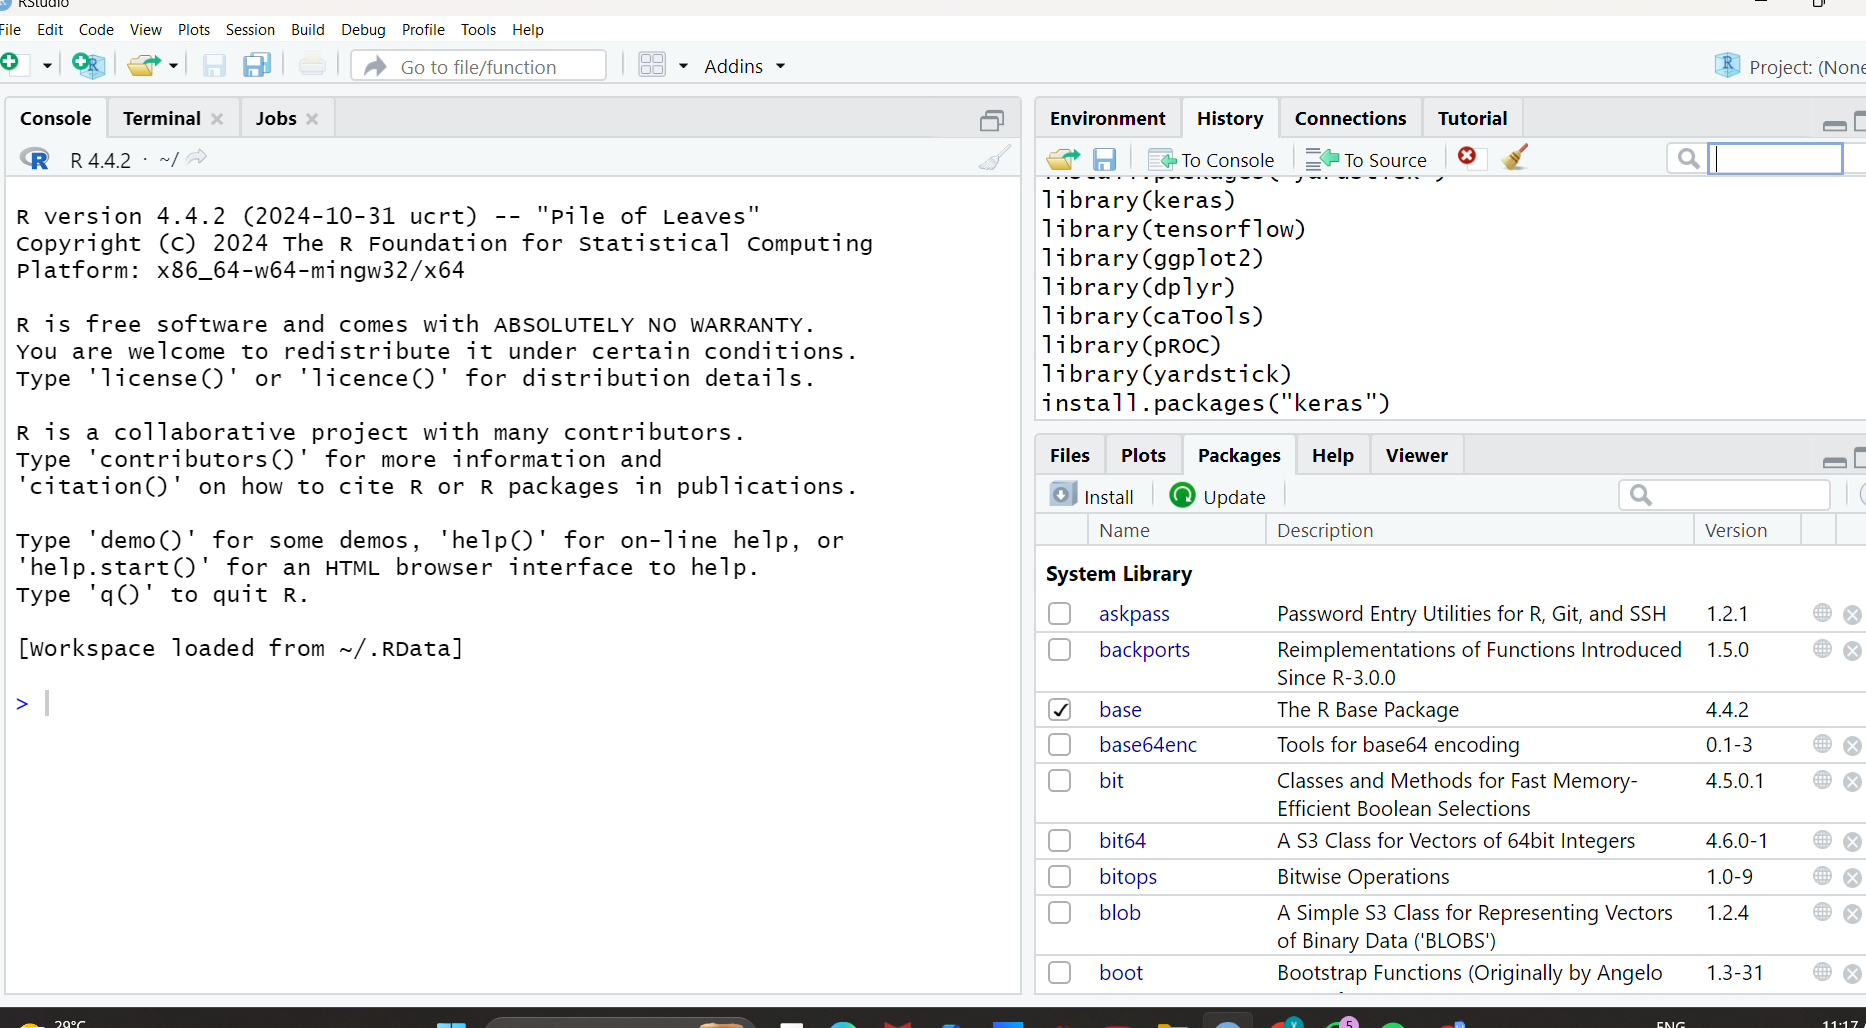 RStudio
File Edit Code View Plots Session Build Debug Profile Tools Help
Go to file/function
Addins
Project: (None
Console Terminal Jobs
R 4.4.2 · ~/
R version 4.4.2 (2024-10-31 ucrt) -- "Pile of Leaves"
Copyright (C) 2024 The R Foundation for Statistical Computing
Platform: x86_64-w64-mingw32/x64
R is free software and comes with ABSOLUTELY NO WARRANTY.
You are welcome to redistribute it under certain conditions.
Type 'license()' or 'licence()' for distribution details.
R is a collaborative project with many contributors.
Type 'contributors()' for more information and
'citation()' on how to cite R or R packages in publications.
Type 'demo()' for some demos, 'help()' for on-line help, or
'help.start()' for an HTML browser interface to help.
Type 'q()' to quit R.
[Workspace loaded from ~/.RData]
>
Environment History Connections Tutorial
To Console To Source
install.packages("yardstick")
library(keras)
library(tensorflow)
library(ggplot2)
library(dplyr)
library(caTools)
library(pROC)
library(yardstick)
install.packages("keras")
Files Plots Packages Help Viewer
Install Update
Name Description Version
System Library
askpass Password Entry Utilities for R, Git, and SSH 1.2.1
backports Reimplementations of Functions Introduced 1.5.0
Since R-3.0.0
base The R Base Package 4.4.2
base64enc Tools for base64 encoding 0.1-3
bit Classes and Methods for Fast Memory- 4.5.0.1
Efficient Boolean Selections
bit64 A S3 Class for Vectors of 64bit Integers 4.6.0-1
bitops Bitwise Operations 1.0-9
blob A Simple S3 Class for Representing Vectors 1.2.4
of Binary Data ('BLOBS')
boot Bootstrap Functions (Originally by Angelo 1.3-31
29°C
5
ENG
11:17